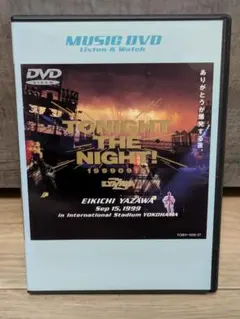 MUSIC DVD
Listen & Watch
DVD
VIDEO
ありがとうが爆発する夜。
TONIGHT
THE
NIGHT!
EIKICHI YAZAWA
Sep 15, 1999
in International Stadium YOKOHAMA